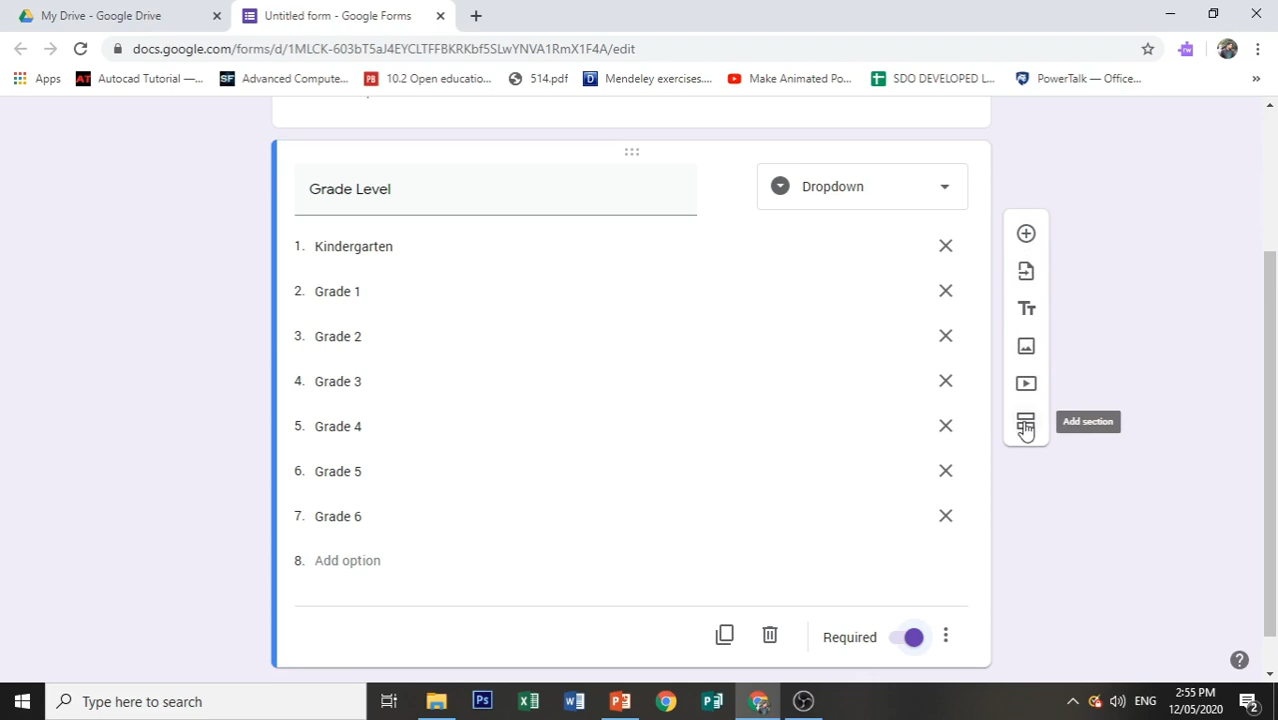 My Drive - Google Drive
Untitled form - Google Forms
docs.google.com/forms/d/1MLCK-603bT5aJ4EYCLTFFBKRKbf5SLwYNVA1RmX1F4A/edit
Apps
Autocad Tutorial —...
Advanced Compute...
10.2 Open educatio...
514.pdf
Mendeley exercises....
Make Animated Po...
SDO DEVELOPED L...
PowerTalk — Office...
»
Grade Level
Dropdown
1. Kindergarten
2. Grade 1
3. Grade 2
4. Grade 3
5. Grade 4
6. Grade 5
7. Grade 6
8. Add option
Tт
Add section
Required
Type here to search
ENG
2:55 PM
12/05/2020
2